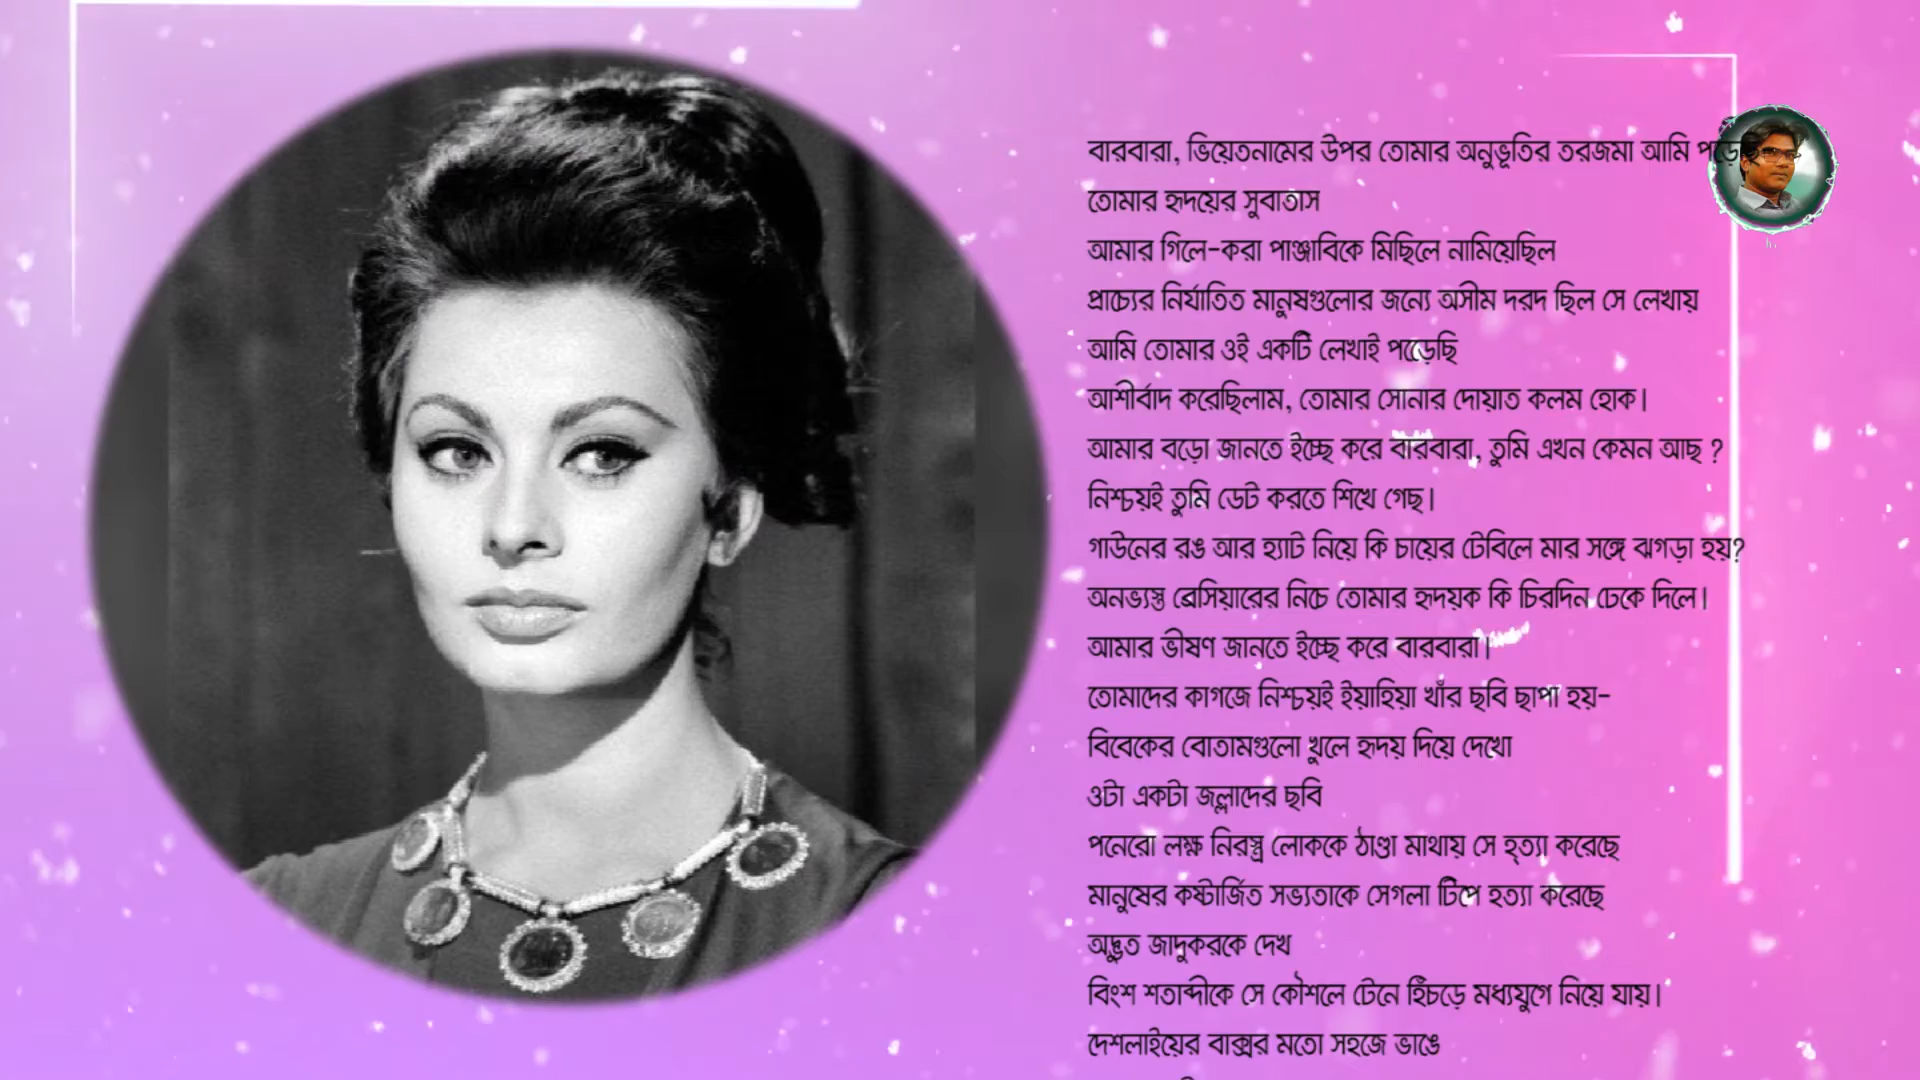 বারবারা, ভিয়েতনামের উপর তোমার অনুভূতির তরজমা আমি
তোমার হৃদয়ের সুবাতাস
আমার গিলে-করা পাঞ্জাবিকে মিছিলে নামিয়েছিল
প্রাচ্যের নির্যাতিত মানুষগুলোর জন্যে অসীম দরদ ছিল সে লেখায়
আমি তোমার ওই একটি লেখাই পড়েছি
আশীর্বাদ করেছিলাম, তোমার সোনার দোয়াত কলম হোক।
আমার বড়ো জানতে ইচ্ছে করে বারবারা, তুমি এখন কেমন আছ ?
নিশ্চয়ই তুমি ডেট করতে শিখে গেছ।
গাউনের রঙ আর হ্যাট নিয়ে কি চায়ের টেবিলে মার সঙ্গে ঝগড়া হয়?
অনভ্যস্ত ব্রেসিয়ারের নিচে তোমার হৃদয়ক কি চিরদিন ঢেকে দিলে।
আমার ভীষণ জানতে ইচ্ছে করে বারবারা।
তোমাদের কাগজে নিশ্চয়ই ইয়াহিয়া খাঁর ছবি ছাপা হয়-
বিবেকের বোতামগুলো খুলে হৃদয় দিয়ে দেখো
ওটা একটা জল্লাদের ছবি
পনেরো লক্ষ নিরস্ত্র লোককে ঠাণ্ডা মাথায় সে হ্ত্যা করেছে
মানুষের কষ্টার্জিত সভ্যতাকে সেগলা টিপে হত্যা করেছে
অদ্ভুত জাদুকরকে দেখ
বিংশ শতাব্দীকে সে কৌশলে টেনে হিঁচড়ে মধ্যযুগে নিয়ে যায়।
দেশলাইয়ের বাক্সর মতো সহজে ভাঙে